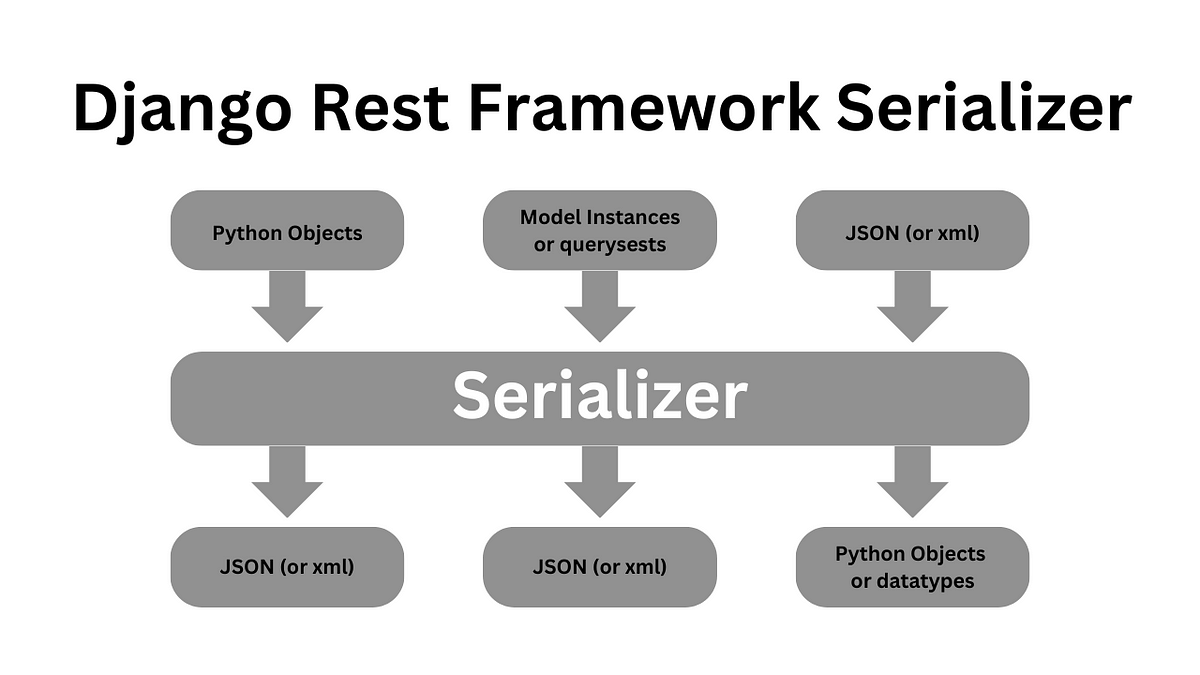 Django Rest Framework Serializer
Python Objects
Model Instances
or querysests
JSON (or xml)
Serializer
JSON (or xml)
JSON (or xml)
Python Objects
or datatypes